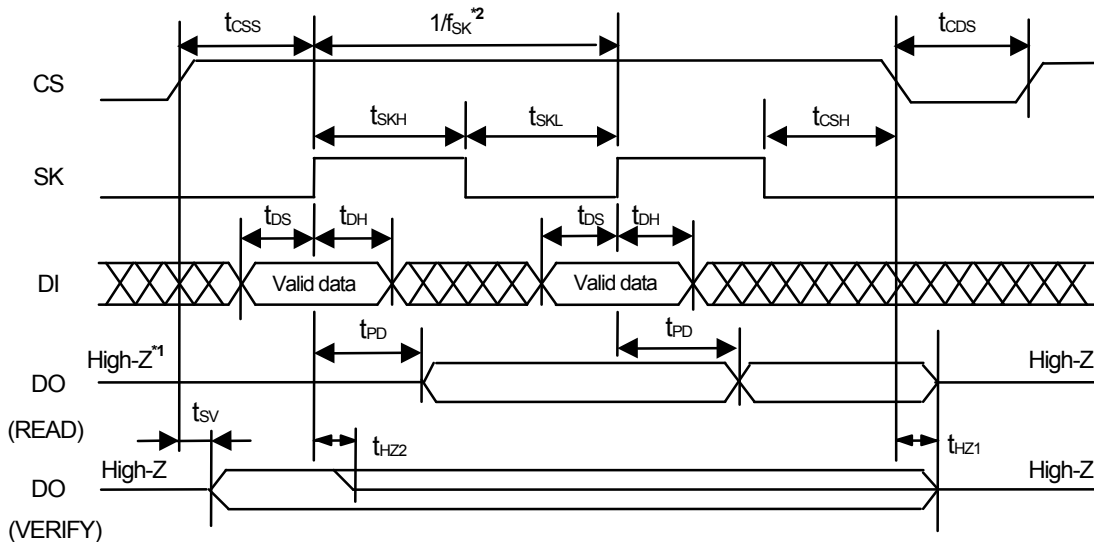 tCSS 1/fSK*2 tCDS
CS
tSKH tSKL tCSH
SK
tDS tDH tDS tDH
DI Valid data Valid data
tPD tPD
High-Z*1 High-Z
DO
(READ)
tSV tHZ2 tHZ1
High-Z High-Z
DO
(VERIFY)